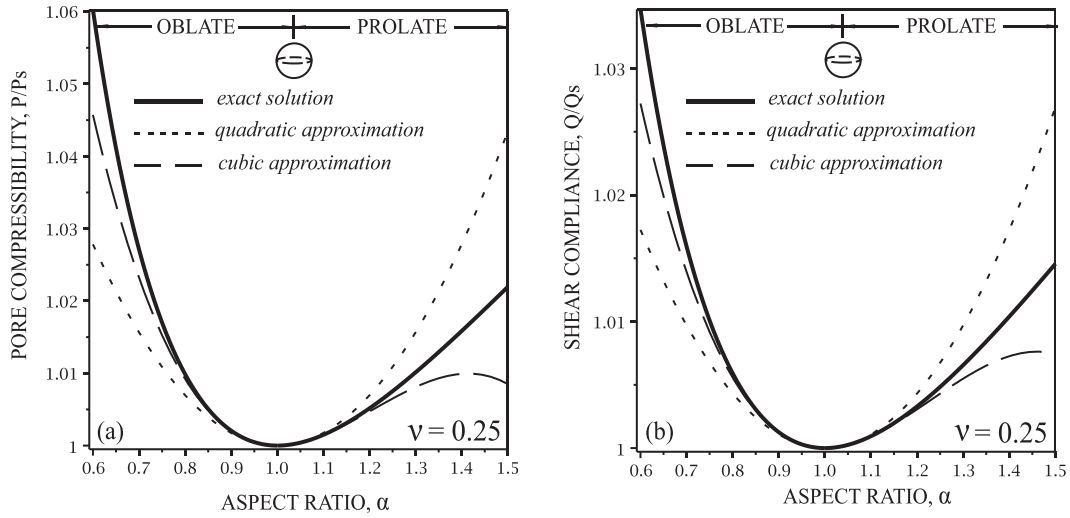 OBLATE PROLATE
exact solution
quadratic approximation
cubic approximation
PORE COMPRESSIBILITY, P/Ps
1.06
1.05
1.04
1.03
1.02
1.01
1
(a)
ν = 0.25
0.6 0.7 0.8 0.9 1.0 1.1 1.2 1.3 1.4 1.5
ASPECT RATIO, α
OBLATE PROLATE
exact solution
quadratic approximation
cubic approximation
SHEAR COMPLIANCE, Q/Qs
1.03
1.02
1.01
1
(b)
ν = 0.25
0.6 0.7 0.8 0.9 1.0 1.1 1.2 1.3 1.4 1.5
ASPECT RATIO, α